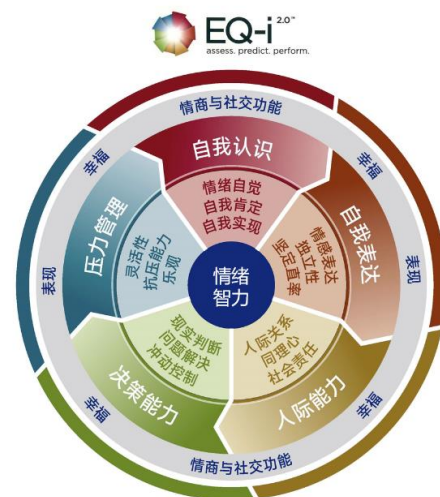 EQ-i 2.0™
assess. predict. perform.
情商与社交功能
幸福
幸福
表现
表现
幸福
幸福
情商与社交功能
自我认识
情绪自觉
自我肯定
自我实现
自我表达
情感表达
独立性
坚定直率
人际能力
人际关系
同理心
社会责任
决策能力
现实判断
问题解决
冲动控制
压力管理
灵活性
抗压能力
乐观
情绪
智力